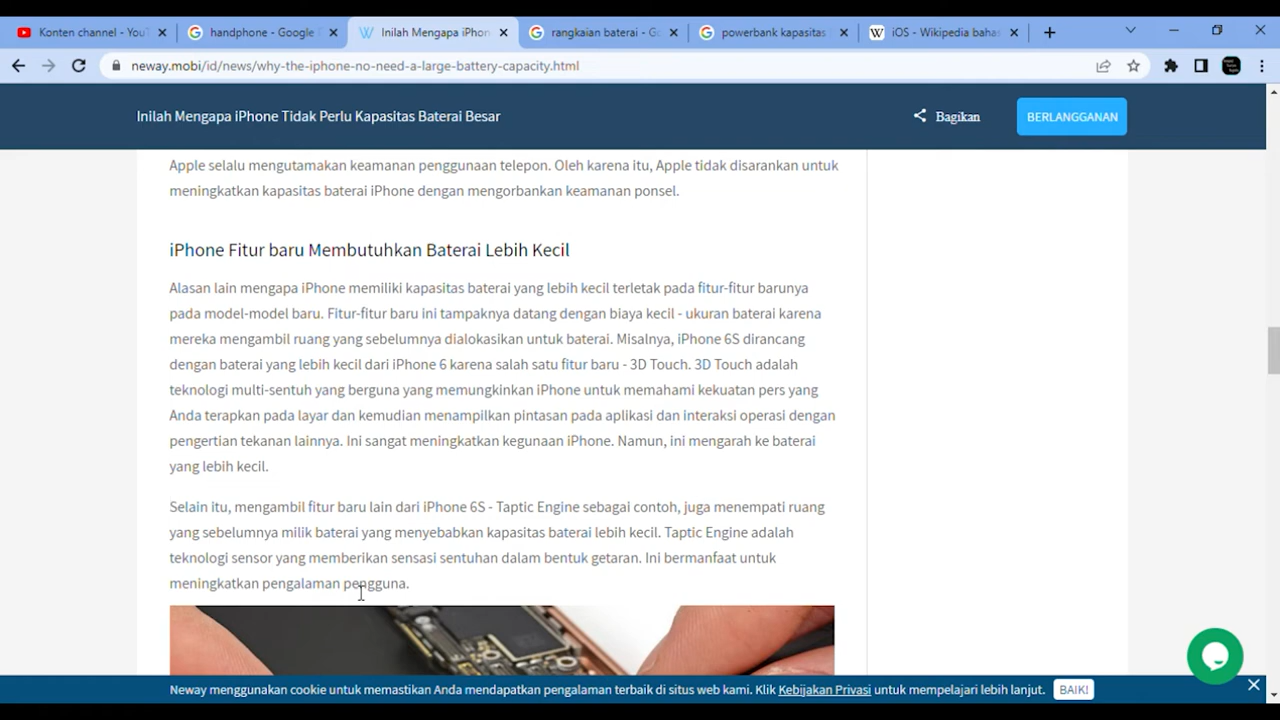 Konten channel - YouT
handphone - Google
Inilah Mengapa iPhon
rangkaian baterai - Go
powerbank kapasitas
iOS - Wikipedia bahas
neway.mobi/id/news/why-the-iphone-no-need-a-large-battery-capacity.html
Inilah Mengapa iPhone Tidak Perlu Kapasitas Baterai Besar
Bagikan
BERLANGGANAN
Apple selalu mengutamakan keamanan penggunaan telepon. Oleh karena itu, Apple tidak disarankan untuk
meningkatkan kapasitas baterai iPhone dengan mengorbankan keamanan ponsel.
iPhone Fitur baru Membutuhkan Baterai Lebih Kecil
Alasan lain mengapa iPhone memiliki kapasitas baterai yang lebih kecil terletak pada fitur-fitur barunya
pada model-model baru. Fitur-fitur baru ini tampaknya datang dengan biaya kecil - ukuran baterai karena
mereka mengambil ruang yang sebelumnya dialokasikan untuk baterai. Misalnya, iPhone 6S dirancang
dengan baterai yang lebih kecil dari iPhone 6 karena salah satu fitur baru - 3D Touch. 3D Touch adalah
teknologi multi-sentuh yang berguna yang memungkinkan iPhone untuk memahami kekuatan pers yang
Anda terapkan pada layar dan kemudian menampilkan pintasan pada aplikasi dan interaksi operasi dengan
pengertian tekanan lainnya. Ini sangat meningkatkan kegunaan iPhone. Namun, ini mengarah ke baterai
yang lebih kecil.
Selain itu, mengambil fitur baru lain dari iPhone 6S - Taptic Engine sebagai contoh, juga menempati ruang
yang sebelumnya milik baterai yang menyebabkan kapasitas baterai lebih kecil. Taptic Engine adalah
teknologi sensor yang memberikan sensasi sentuhan dalam bentuk getaran. Ini bermanfaat untuk
meningkatkan pengalaman pengguna.
Neway menggunakan cookie untuk memastikan Anda mendapatkan pengalaman terbaik di situs web kami. Klik Kebijakan Privasi untuk mempelajari lebih lanjut.
BAIK!